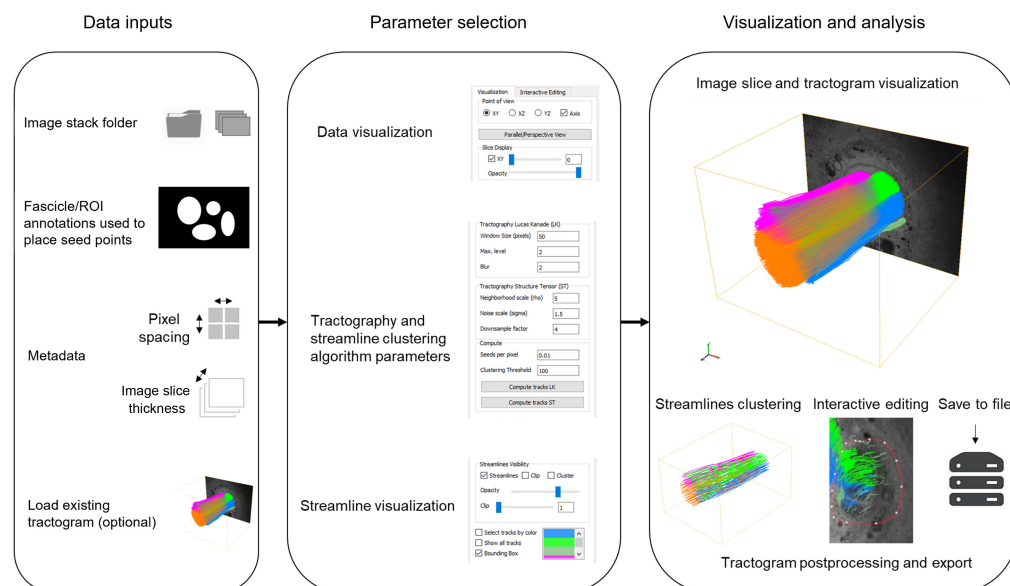 Data inputs
Parameter selection
Visualization and analysis
Image stack folder
Fascicle/ROI
annotations used to
place seed points
Metadata
Pixel
spacing
Image slice
thickness
Load existing
tractogram (optional)
Data visualization
Visualization Interactive Editing
Point of view
XY XZ YZ Axis
Parallel/Perspective View
Slice Display
XY 0
Opacity
Tractography and
streamline clustering
algorithm parameters
Tractography Lucas Kanade (LK)
Window Size (pixels) 50
Max. level 2
Blur 2
Tractography Structure Tensor (ST)
Neighborhood scale (rho) 5
Noise scale (sigma) 1.5
Downsample factor 4
Compute
Seeds per pixel 0.01
Clustering Threshold 100
Compute tracks LK
Compute tracks ST
Streamline visualization
Streamlines Visibility
Streamlines Clip Cluster
Opacity
Clip 1
Select tracks by color
Show all tracks
Bounding Box
Image slice and tractogram visualization
Streamlines clustering
Interactive editing
Save to file
Tractogram postprocessing and export